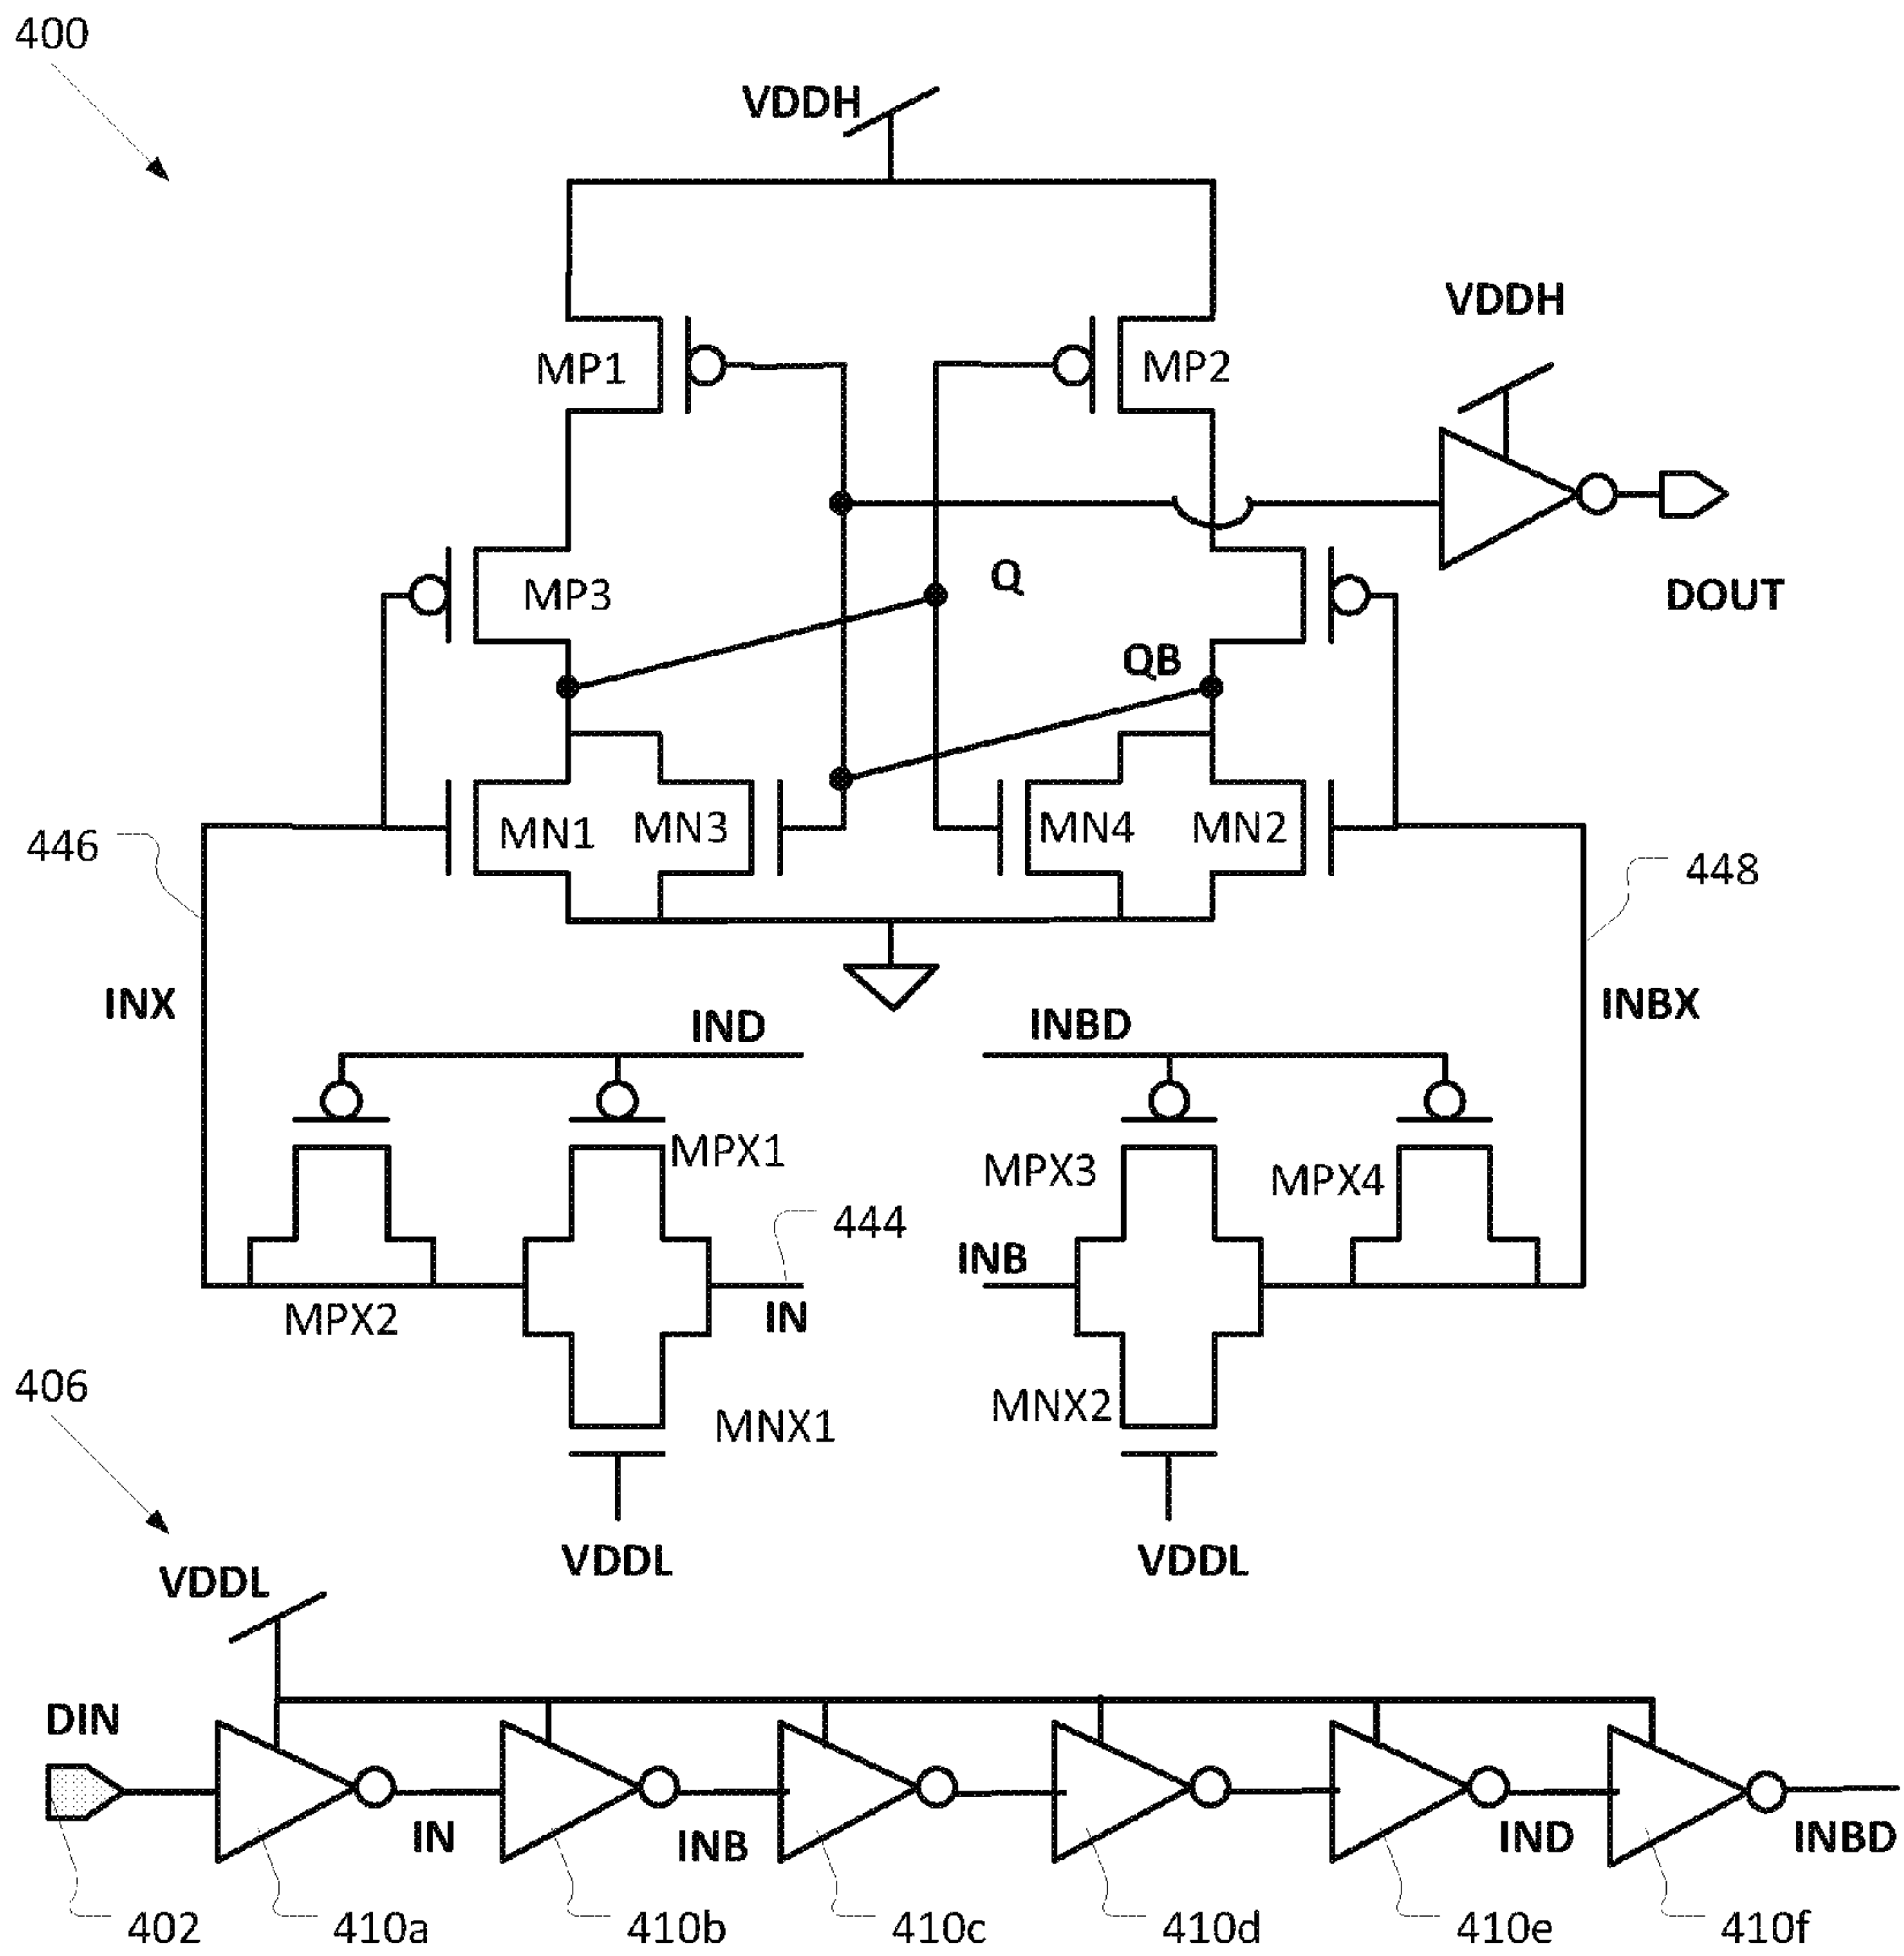 400
VDDH
VDDH
MP1
MP2
MP3
Q
DOUT
QB
MN1
MN3
MN4
MN2
446
448
INX
IND
INBD
INBX
MPX1
MPX3
MPX4
444
INB
IN
MPX2
406
MNX1
MNX2
VDDL
VDDL
VDDL
DIN
IN
INB
IND
INBD
402
410a
410b
410c
410d
410e
410f